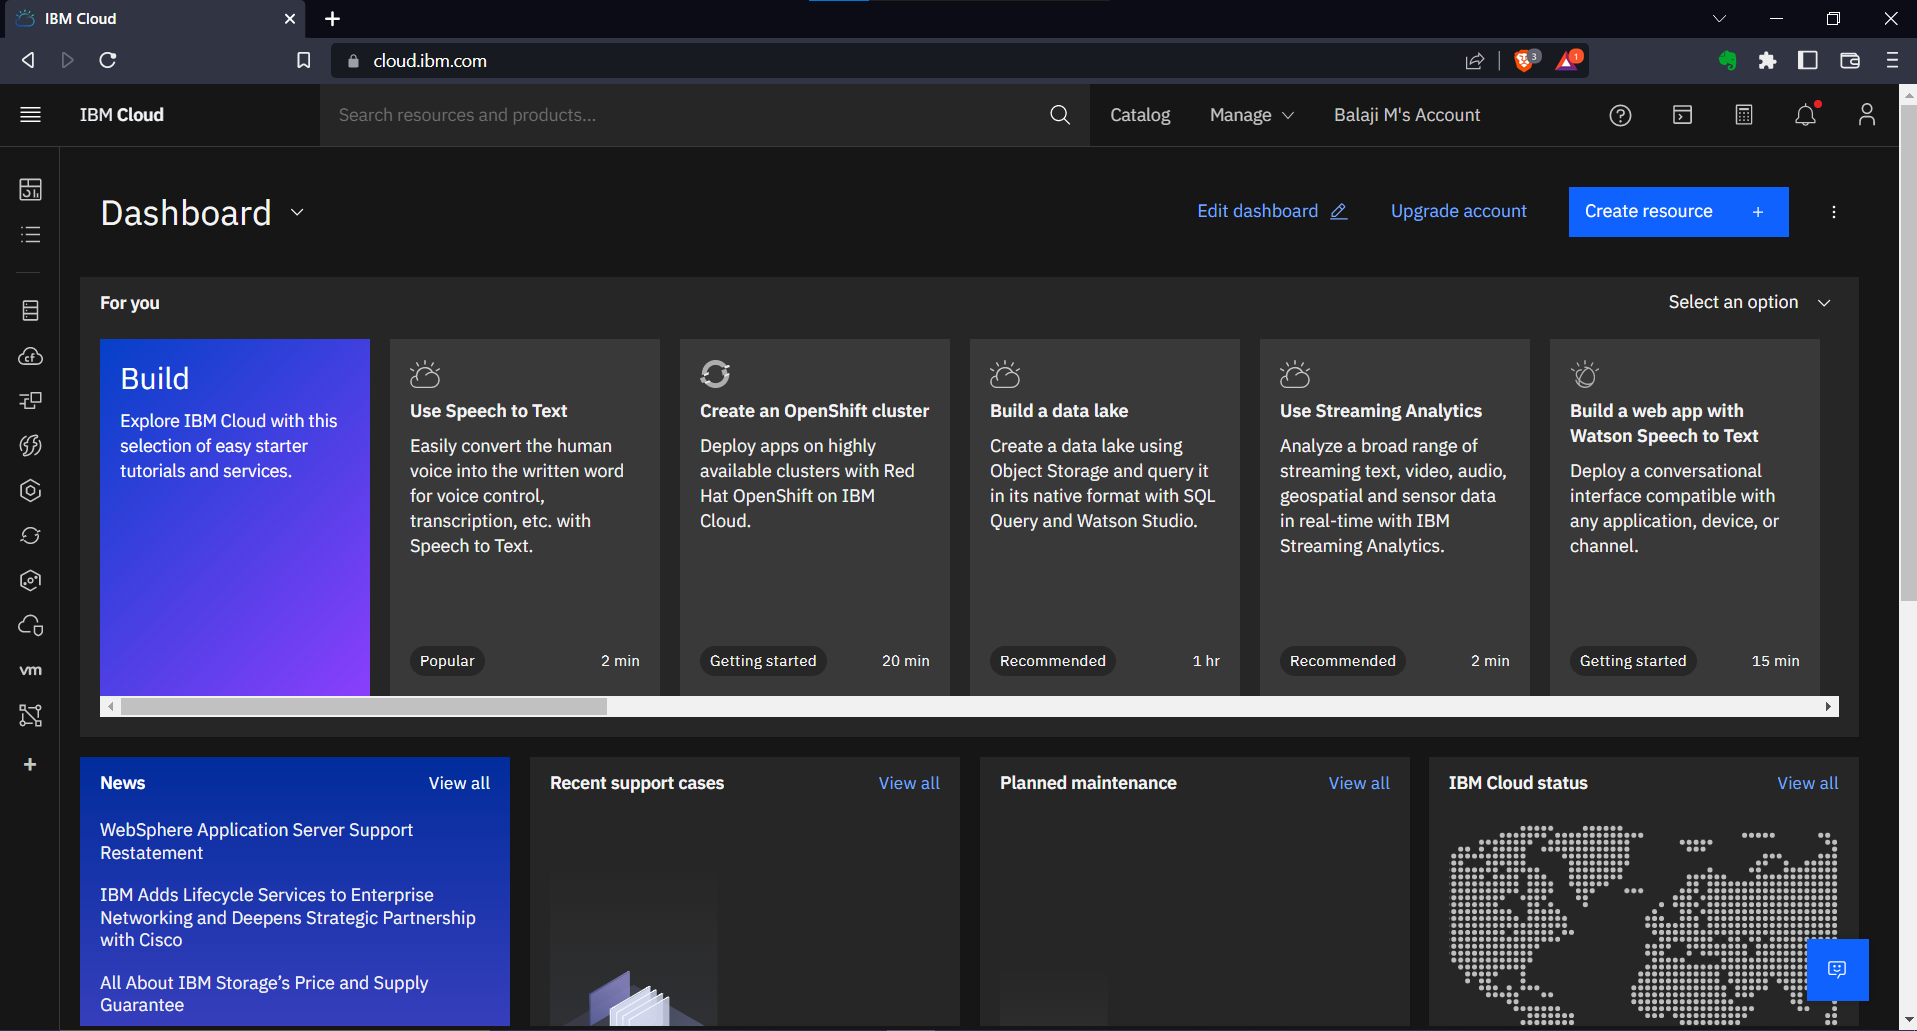 IBM Cloud
cloud.ibm.com
3
1
IBM Cloud
Search resources and products...
Catalog
Manage
Balaji M's Account
Dashboard
Edit dashboard
Upgrade account
Create resource +
For you
Select an option
Build
Explore IBM Cloud with this
selection of easy starter
tutorials and services.
Use Speech to Text
Easily convert the human
voice into the written word
for voice control,
transcription, etc. with
Speech to Text.
Popular
2 min
Create an OpenShift cluster
Deploy apps on highly
available clusters with Red
Hat OpenShift on IBM
Cloud.
Getting started
20 min
Build a data lake
Create a data lake using
Object Storage and query it
in its native format with SQL
Query and Watson Studio.
Recommended
1 hr
Use Streaming Analytics
Analyze a broad range of
streaming text, video, audio,
geospatial and sensor data
in real-time with IBM
Streaming Analytics.
Recommended
2 min
Build a web app with
Watson Speech to Text
Deploy a conversational
interface compatible with
any application, device, or
channel.
Getting started
15 min
cf
vm
News
View all
WebSphere Application Server Support
Restatement
IBM Adds Lifecycle Services to Enterprise
Networking and Deepens Strategic Partnership
with Cisco
All About IBM Storage’s Price and Supply
Guarantee
Recent support cases
View all
Planned maintenance
View all
IBM Cloud status
View all